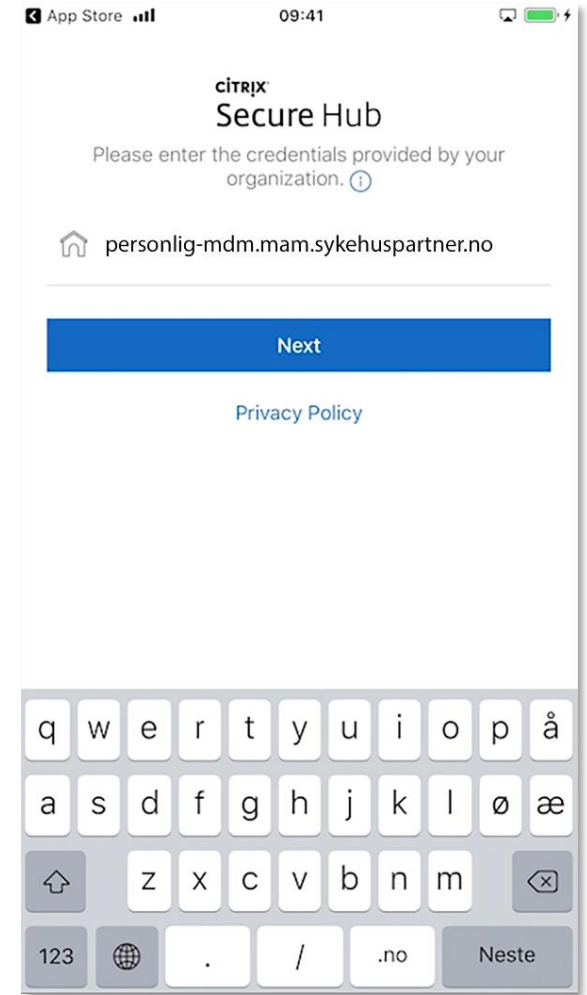 App Store 09:41
CITRIX
Secure Hub
Please enter the credentials provided by your
organization.
personlig-mdm.mam.sykehuspartner.no
Next
Privacy Policy
q w e r t y u i o p å
a s d f g h j k l ø æ
z x c v b n m
123 . / .no Neste